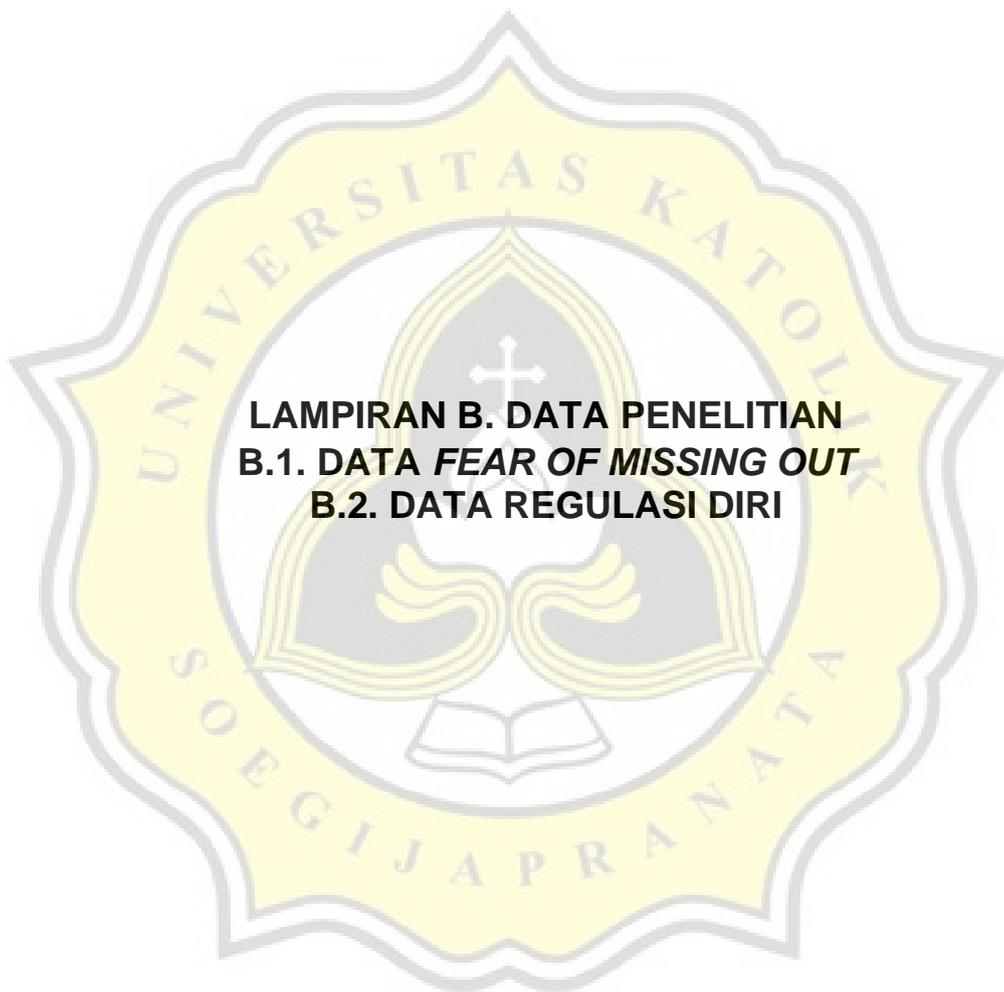 UNIVERSITAS KATOLIK
LAMPIRAN B. DATA PENELITIAN
B.1. DATA FEAR OF MISSING OUT
B.2. DATA REGULASI DIRI
SOEGIJAPRANATA